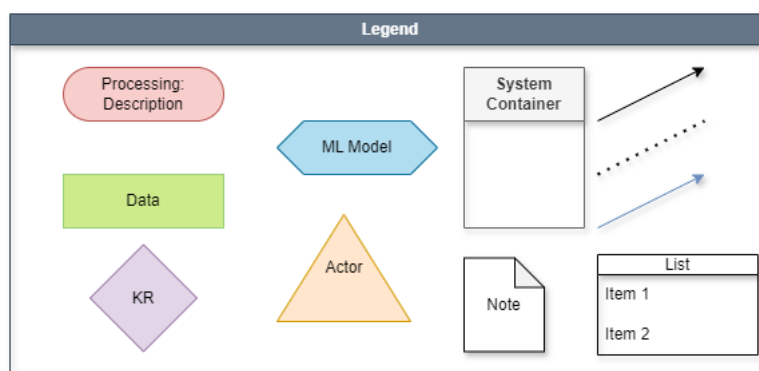 Legend
Processing:
Description
ML Model
System
Container
Data
KR
Actor
Note
List
Item 1
Item 2